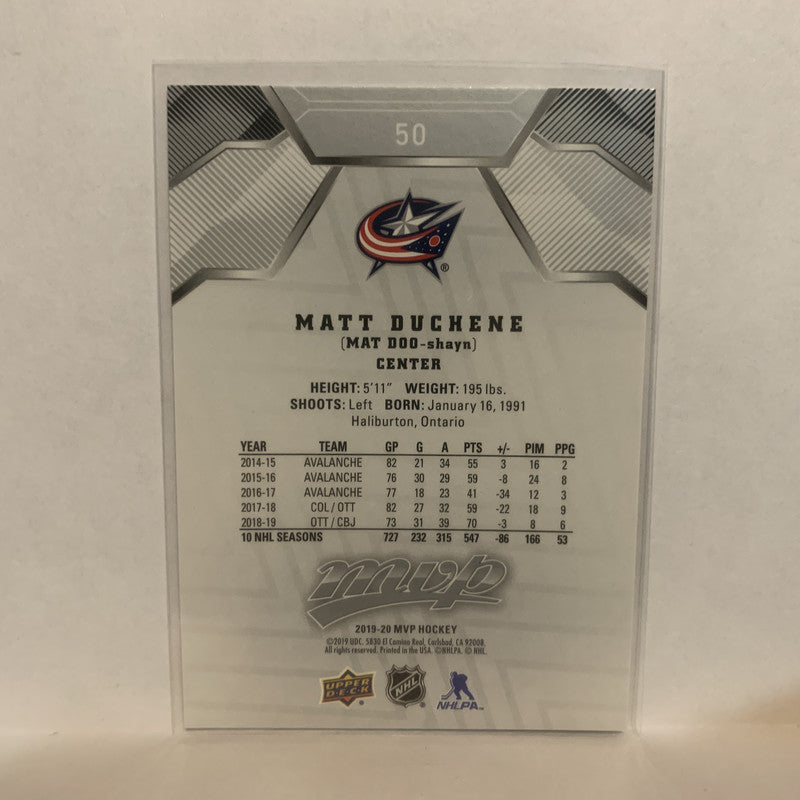 50
MATT DUCHENE
(MAT DOO-shayn)
CENTER
HEIGHT: 5'11" WEIGHT: 195 lbs.
SHOOTS: Left BORN: January 16, 1991
Haliburton, Ontario
YEAR TEAM GP G A PTS +/- PIM PPG
2014-15 AVALANCHE 82 21 34 55 3 16 2
2015-16 AVALANCHE 76 30 29 59 -8 24 8
2016-17 AVALANCHE 77 18 23 41 -34 12 3
2017-18 COL / OTT 82 27 32 59 -22 18 9
2018-19 OTT / CBJ 73 31 39 70 -3 8 6
10 NHL SEASONS 727 232 315 547 -86 166 53
mvp
2019-20 MVP HOCKEY
©2019 UDC. 5830 El Camino Real, Carlsbad, CA 92008.
All rights reserved. Printed in the USA. ©NHLPA. © NHL.
UPPER DECK NHL NHLPA